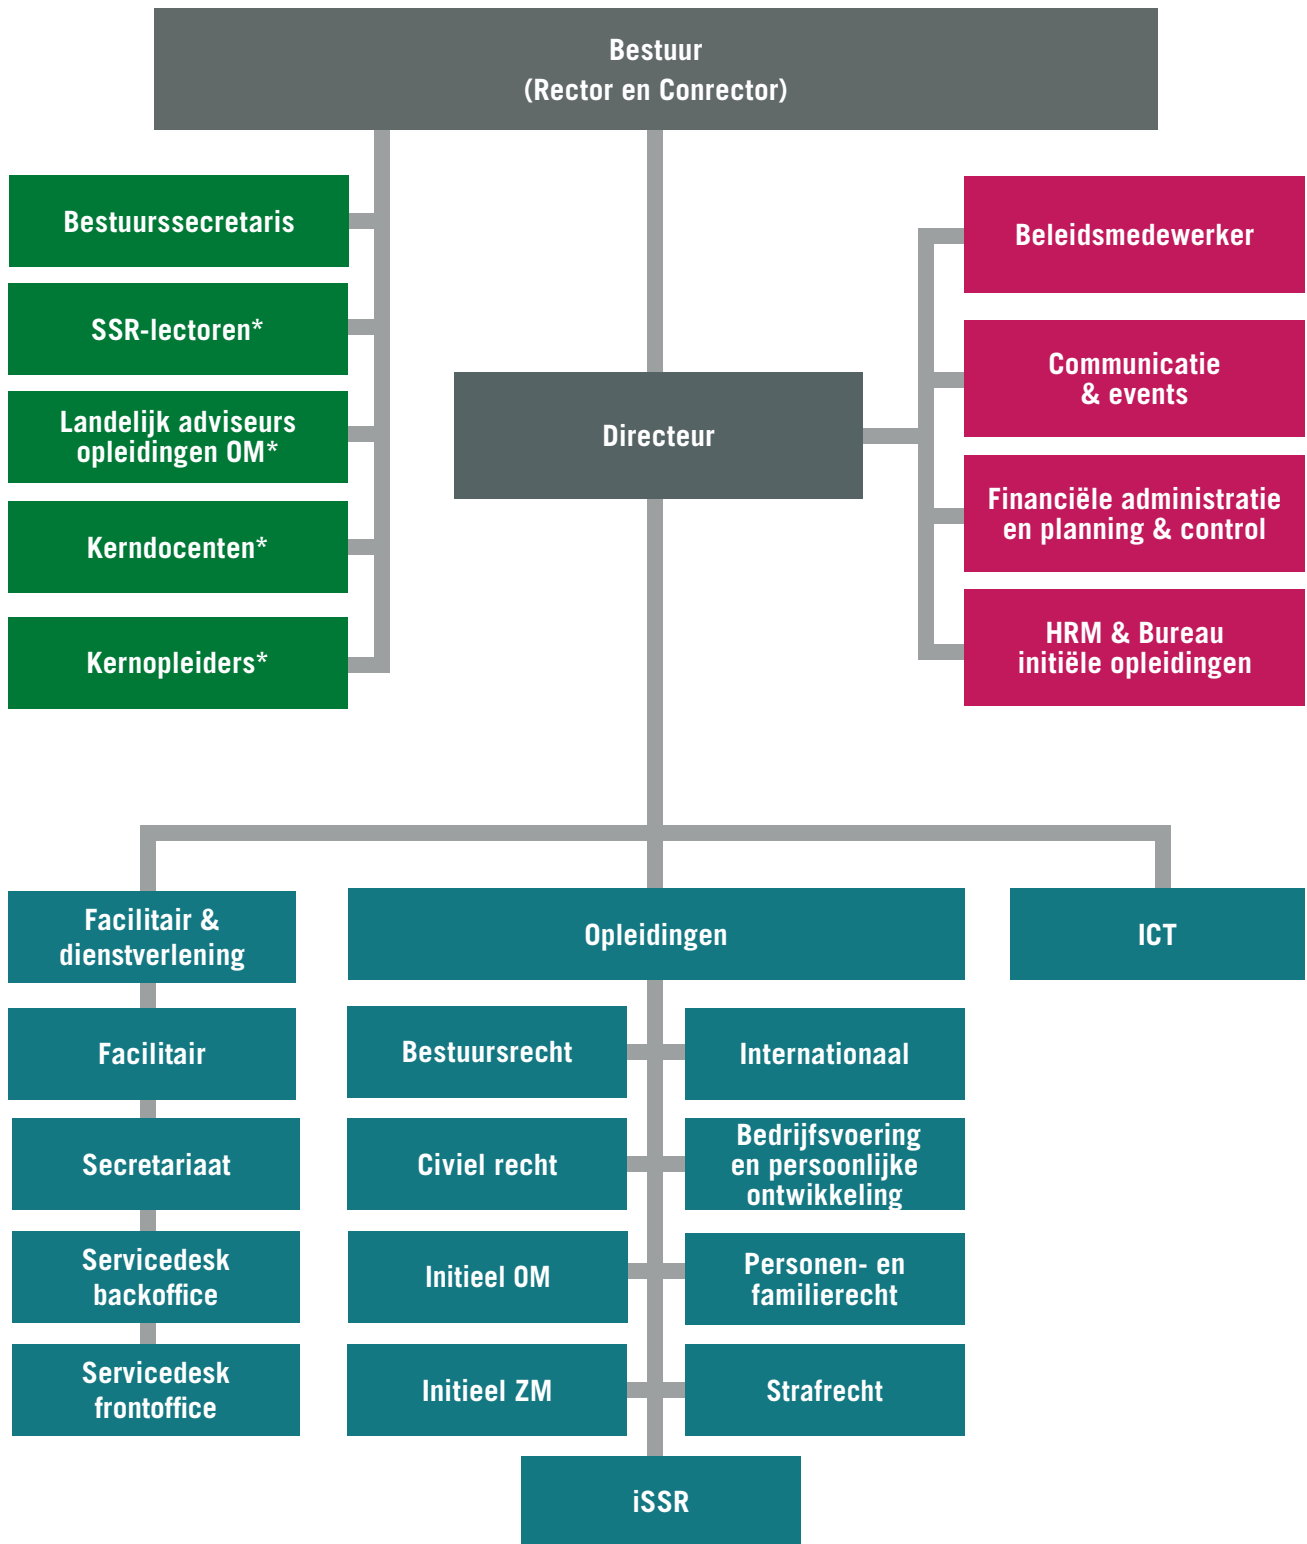 Bestuur
(Rector en Conrector)
Bestuurssecretaris
SSR-lectoren*
Landelijk adviseurs
opleidingen OM*
Kerndocenten*
Kernopleiders*
Directeur
Beleidsmedewerker
Communicatie
& events
Financiële administratie
en planning & control
HRM & Bureau
initiële opleidingen
Facilitair &
dienstverlening
Facilitair
Secretariaat
Servicedesk
backoffice
Servicedesk
frontoffice
Opleidingen
Bestuursrecht
Civiel recht
Initieel OM
Initieel ZM
Internationaal
Bedrijfsvoering
en persoonlijke
ontwikkeling
Personen- en
familierecht
Strafrecht
iSSR
ICT